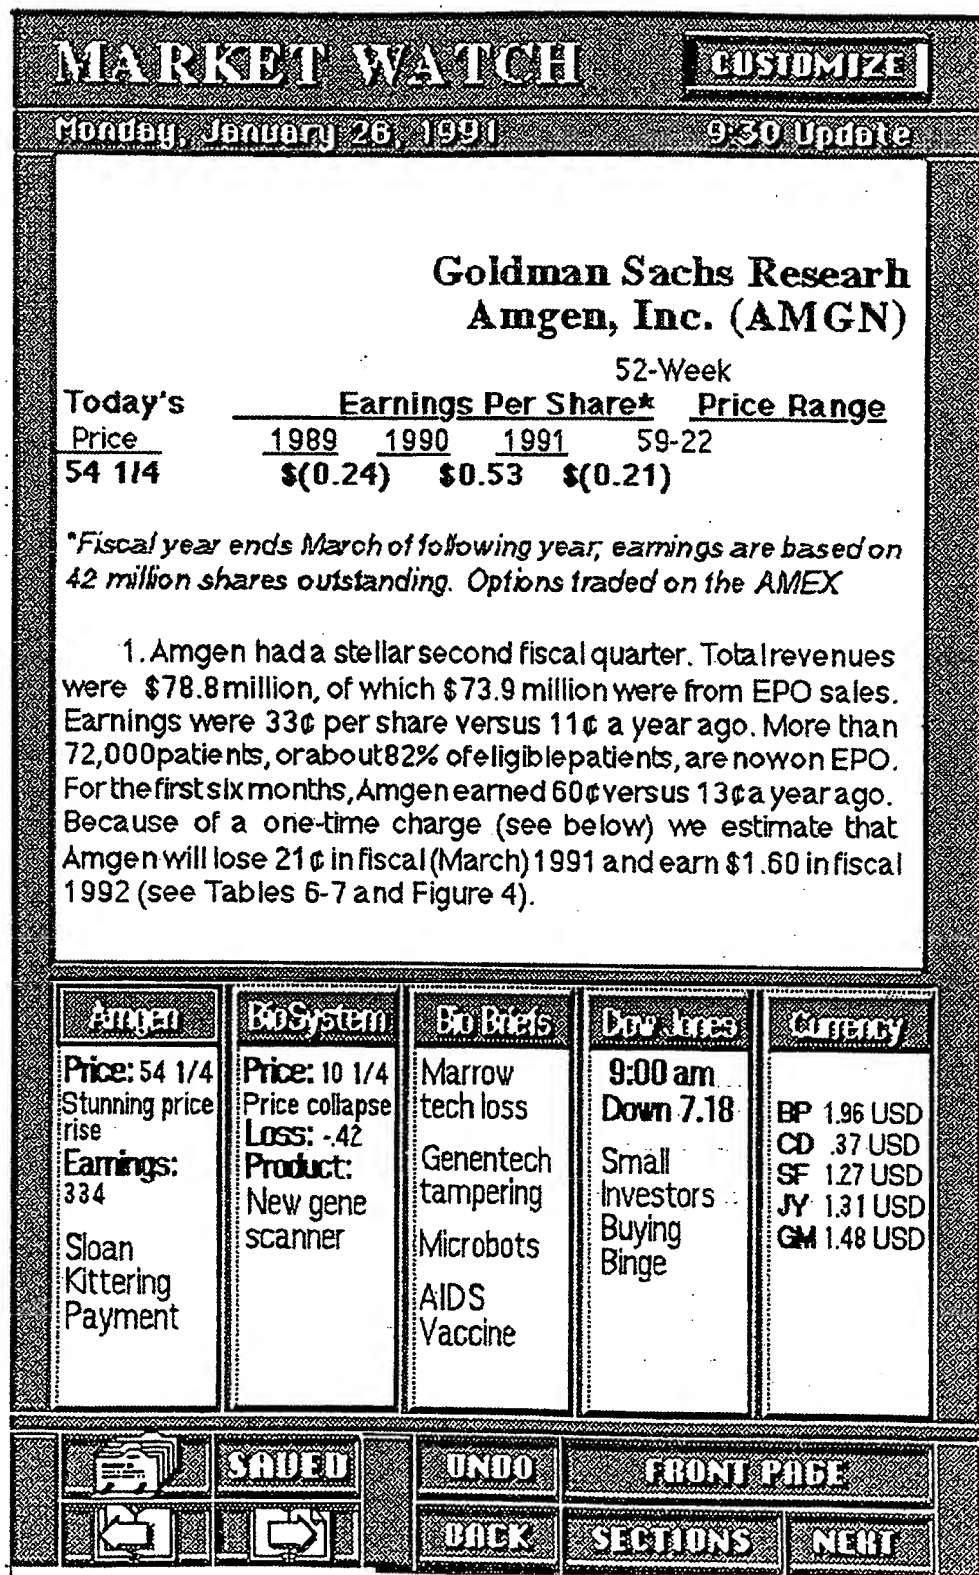 MARKET WATCH
CUSTOMIZE
Monday, January 26, 1991
9:30 Update
Goldman Sachs Researh
Amgen, Inc. (AMGN)
52-Week
Today's Earnings Per Share* Price Range
Price 1989 1990 1991 59-22
54 1/4 $(0.24) $0.53 $(0.21)
*Fiscal year ends March of following year, earnings are based on
42 million shares outstanding. Options traded on the AMEX
1. Amgen had a stellar second fiscal quarter. Total revenues
were $78.8 million, of which $73.9 million were from EPO sales.
Earnings were 33¢ per share versus 11¢ a year ago. More than
72,000 patients, or about 82% of eligible patients, are now on EPO.
For the first six months, Amgen earned 60¢ versus 13¢ a year ago.
Because of a one-time charge (see below) we estimate that
Amgen will lose 21¢ in fiscal (March) 1991 and earn $1.60 in fiscal
1992 (see Tables 6-7 and Figure 4).
Amgen
Price: 54 1/4
Stunning price
rise
Earnings:
334
Sloan
Kittering
Payment
BioSystem
Price: 10 1/4
Price collapse
Loss: -.42
Product:
New gene
scanner
Bio Briefs
Marrow
tech loss
Genentech
tampering
Microbots
AIDS
Vaccine
Dow Jones
9:00 am
Down 7.18
Small
Investors
Buying
Binge
Currency
BP 1.96 USD
CD .37 USD
SF 1.27 USD
JY 1.31 USD
GM 1.48 USD
SAVED
UNDO
FRONT PAGE
BACK
SECTIONS
NEXT